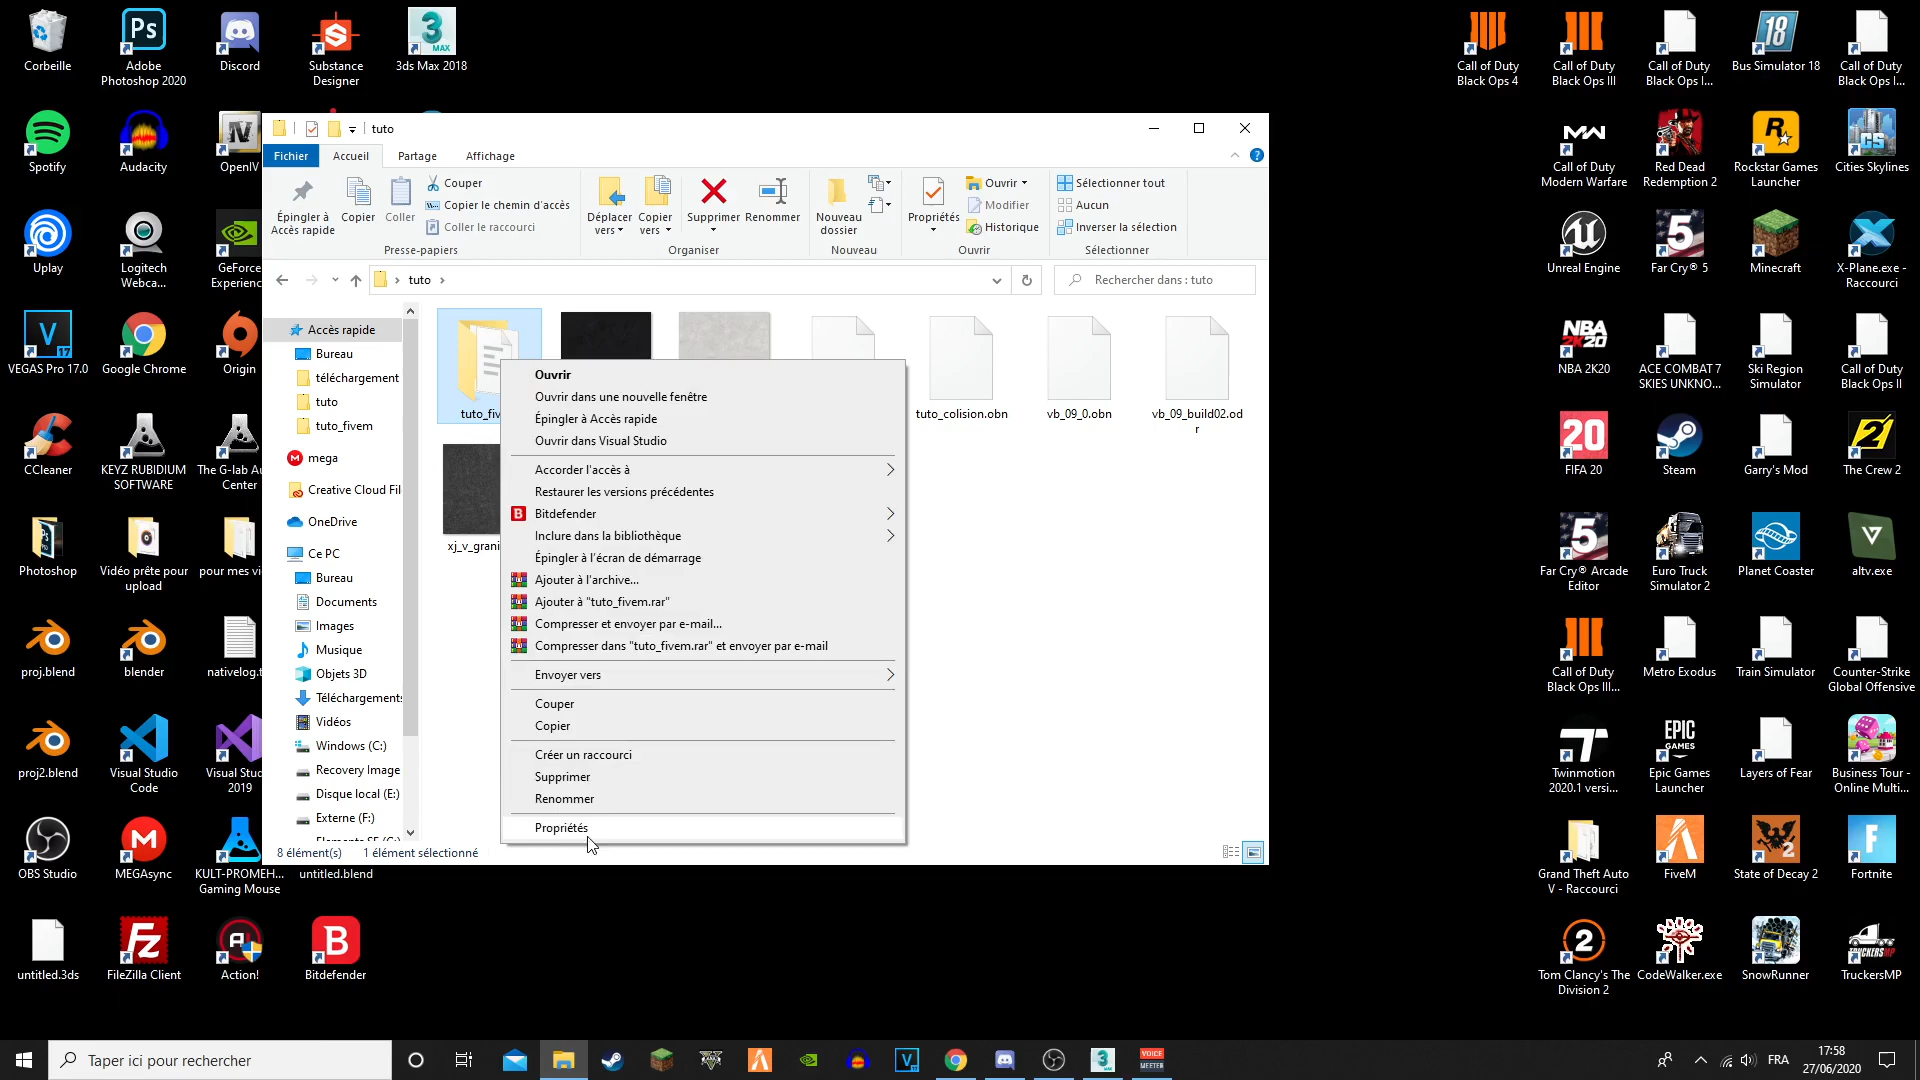 Corbeille
Adobe
Photoshop 2020
Discord
Substance
Designer
3ds Max 2018
Spotify
Audacity
OpenIV
Uplay
Logitech
Webca...
GeForce
Experienc
VEGAS Pro 17.0
Google Chrome
Origin
CCleaner
KEYZ RUBIDIUM
SOFTWARE
The G-lab Au
Center
Photoshop
Vidéo prête pour
upload
pour mes vi
proj.blend
blender
nativelog.t
proj2.blend
Visual Studio
Code
Visual Stud
2019
OBS Studio
MEGAsync
KULT-PROMEH...
Gaming Mouse
untitled.blend
untitled.3ds
FileZilla Client
Action!
Bitdefender
tuto
Fichier
Accueil
Partage
Affichage
Épingler à
Accès rapide
Copier
Coller
Couper
Copier le chemin d'accès
Coller le raccourci
Presse-papiers
Déplacer
vers
Copier
vers
Supprimer
Renommer
Organiser
Nouveau
dossier
Nouveau
Propriétés
Ouvrir
Modifier
Historique
Ouvrir
Sélectionner tout
Aucun
Inverser la sélection
Sélectionner
tuto
Rechercher dans : tuto
Accès rapide
Bureau
téléchargement
tuto
tuto_fivem
mega
Creative Cloud Fil
OneDrive
Ce PC
Bureau
Documents
Images
Musique
Objets 3D
Téléchargements
Vidéos
Windows (C:)
Recovery Image
Disque local (E:)
Externe (F:)
8 élément(s)
1 élément sélectionné
tuto_fiv
tuto_colision.obn
vb_09_0.obn
vb_09_build02.od
r
xj_v_grani
Ouvrir
Ouvrir dans une nouvelle fenêtre
Épingler à Accès rapide
Ouvrir dans Visual Studio
Accorder l'accès à
Restaurer les versions précédentes
Bitdefender
Inclure dans la bibliothèque
Épingler à l'écran de démarrage
Ajouter à l'archive...
Ajouter à "tuto_fivem.rar"
Compresser et envoyer par e-mail...
Compresser dans "tuto_fivem.rar" et envoyer par e-mail
Envoyer vers
Couper
Copier
Créer un raccourci
Supprimer
Renommer
Propriétés
Call of Duty
Black Ops 4
Call of Duty
Black Ops III
Call of Duty
Black Ops I...
Bus Simulator 18
Call of Duty
Black Ops I...
Call of Duty
Modern Warfare
Red Dead
Redemption 2
Rockstar Games
Launcher
Cities Skylines
Unreal Engine
Far Cry® 5
Minecraft
X-Plane.exe -
Raccourci
NBA 2K20
ACE COMBAT 7
SKIES UNKNO...
Ski Region
Simulator
Call of Duty
Black Ops II
FIFA 20
Steam
Garry's Mod
The Crew 2
Far Cry® Arcade
Editor
Euro Truck
Simulator 2
Planet Coaster
altv.exe
Call of Duty
Black Ops III...
Metro Exodus
Train Simulator
Counter-Strike
Global Offensive
Twinmotion
2020.1 versi...
Epic Games
Launcher
Layers of Fear
Business Tour -
Online Multi...
Grand Theft Auto
V - Raccourci
FiveM
State of Decay 2
Fortnite
Tom Clancy's The
Division 2
CodeWalker.exe
SnowRunner
TruckersMP
Taper ici pour rechercher
VOICE
MEETER
FRA
17:58
27/06/2020